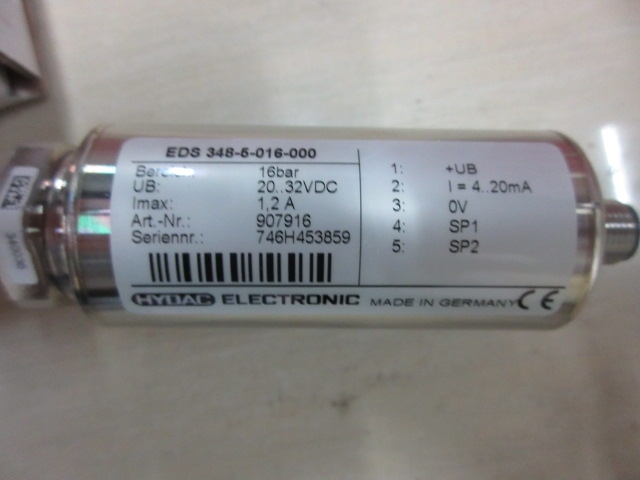 EDS 348-5-016-000
Bereich: 16bar
UB: 20..32VDC
Imax: 1,2 A
Art.-Nr.: 907916
Seriennr.: 746H453859
1: +UB
2: I = 4..20mA
3: 0V
4: SP1
5: SP2
HYDAC ELECTRONIC MADE IN GERMANY CE